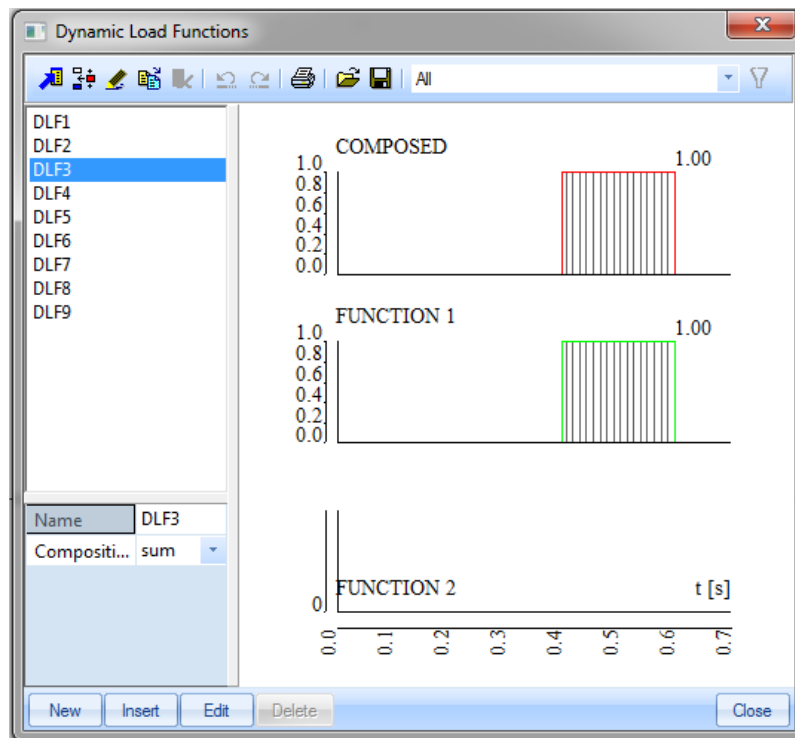 Dynamic Load Functions
All
DLF1
DLF2
DLF3
DLF4
DLF5
DLF6
DLF7
DLF8
DLF9
Name DLF3
Compositi... sum
COMPOSED
1.00
1.0
0.8
0.6
0.4
0.2
0.0
FUNCTION 1
1.00
1.0
0.8
0.6
0.4
0.2
0.0
FUNCTION 2 t [s]
0
0.0 0.1 0.2 0.3 0.4 0.5 0.6 0.7
New Insert Edit Delete Close